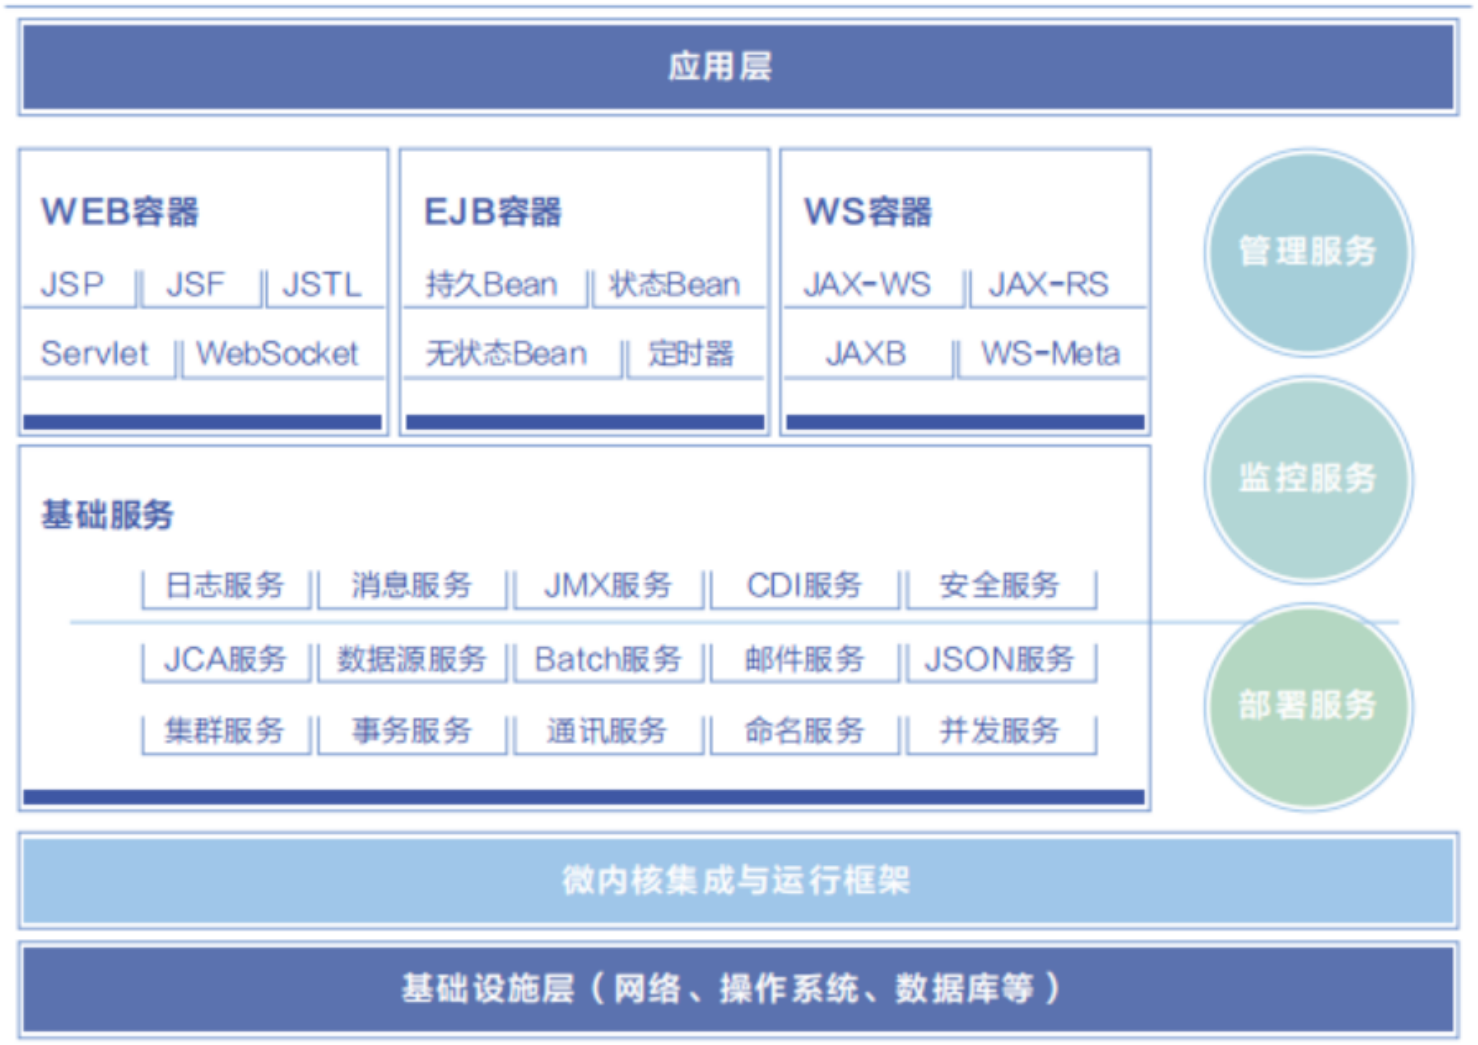 应用层
WEB容器
JSP JSF JSTL
Servlet WebSocket
EJB容器
持久Bean 状态Bean
无状态Bean 定时器
WS容器
JAX-WS JAX-RS
JAXB WS-Meta
管理服务
监控服务
部署服务
基础服务
日志服务 消息服务 JMX服务 CDI服务 安全服务
JCA服务 数据源服务 Batch服务 邮件服务 JSON服务
集群服务 事务服务 通讯服务 命名服务 并发服务
微内核集成与运行框架
基础设施层（网络、操作系统、数据库等）